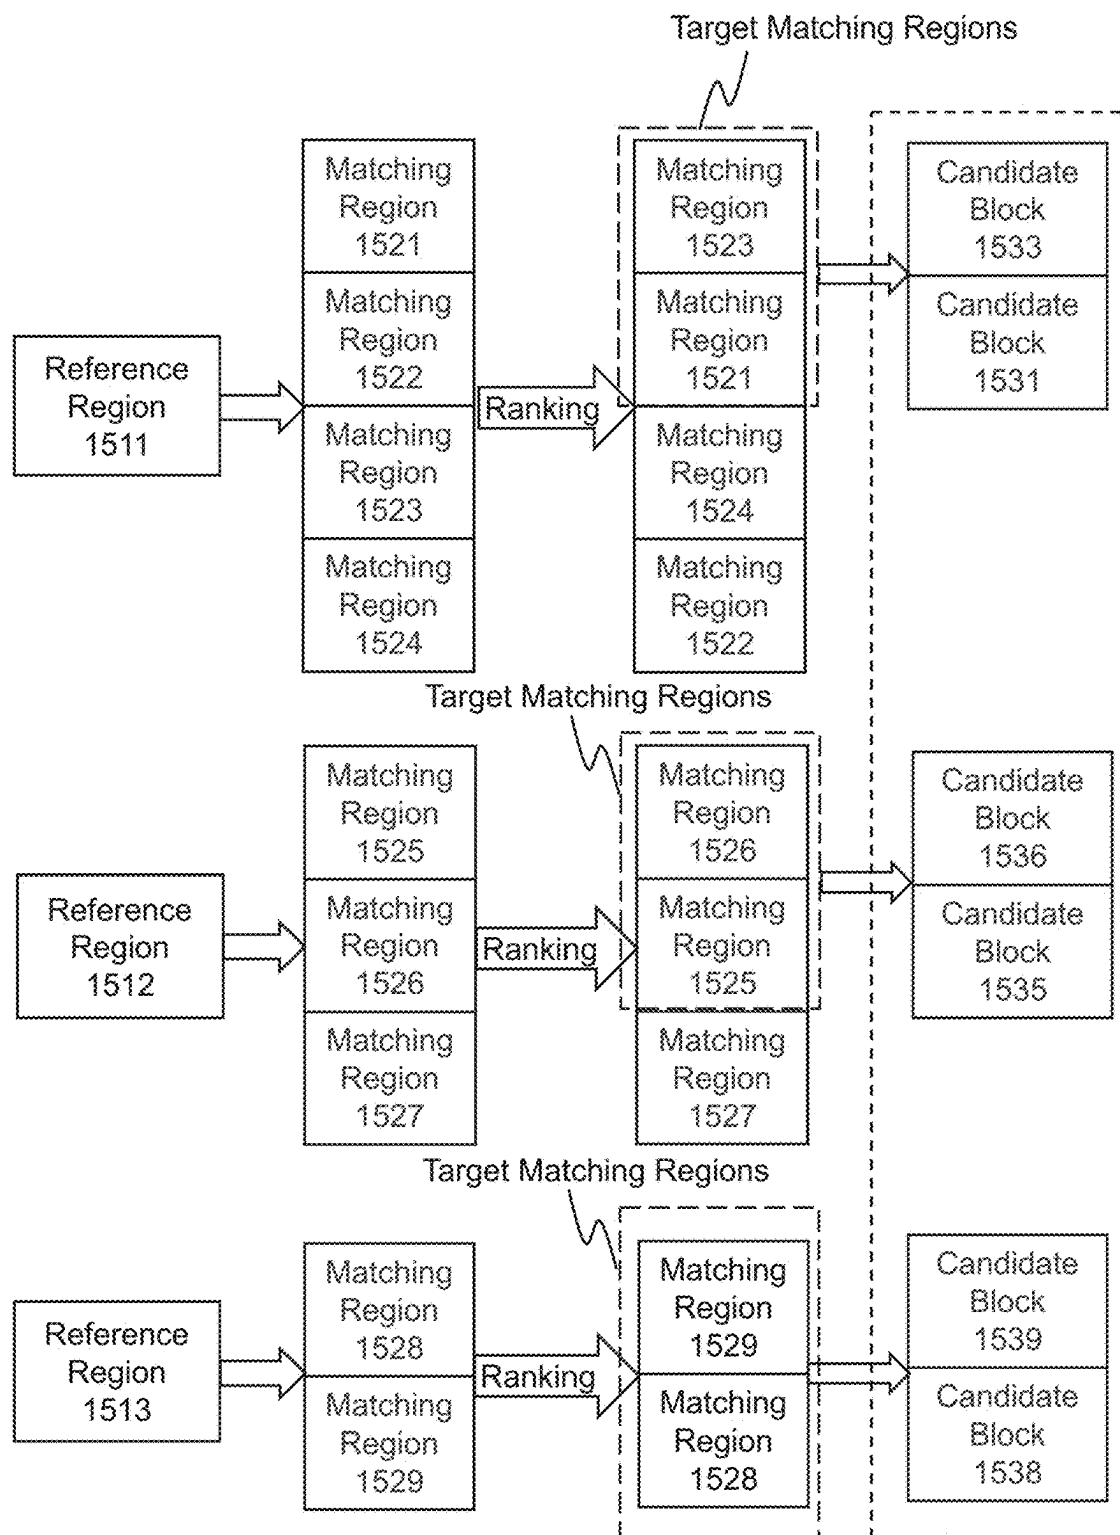 Target Matching Regions
Reference
Region
1511
Matching
Region
1521
Matching
Region
1522
Matching
Region
1523
Matching
Region
1524
Ranking
Matching
Region
1523
Matching
Region
1521
Matching
Region
1524
Matching
Region
1522
Candidate
Block
1533
Candidate
Block
1531
Target Matching Regions
Reference
Region
1512
Matching
Region
1525
Matching
Region
1526
Matching
Region
1527
Ranking
Matching
Region
1526
Matching
Region
1525
Matching
Region
1527
Candidate
Block
1536
Candidate
Block
1535
Target Matching Regions
Reference
Region
1513
Matching
Region
1528
Matching
Region
1529
Ranking
Matching
Region
1529
Matching
Region
1528
Candidate
Block
1539
Candidate
Block
1538